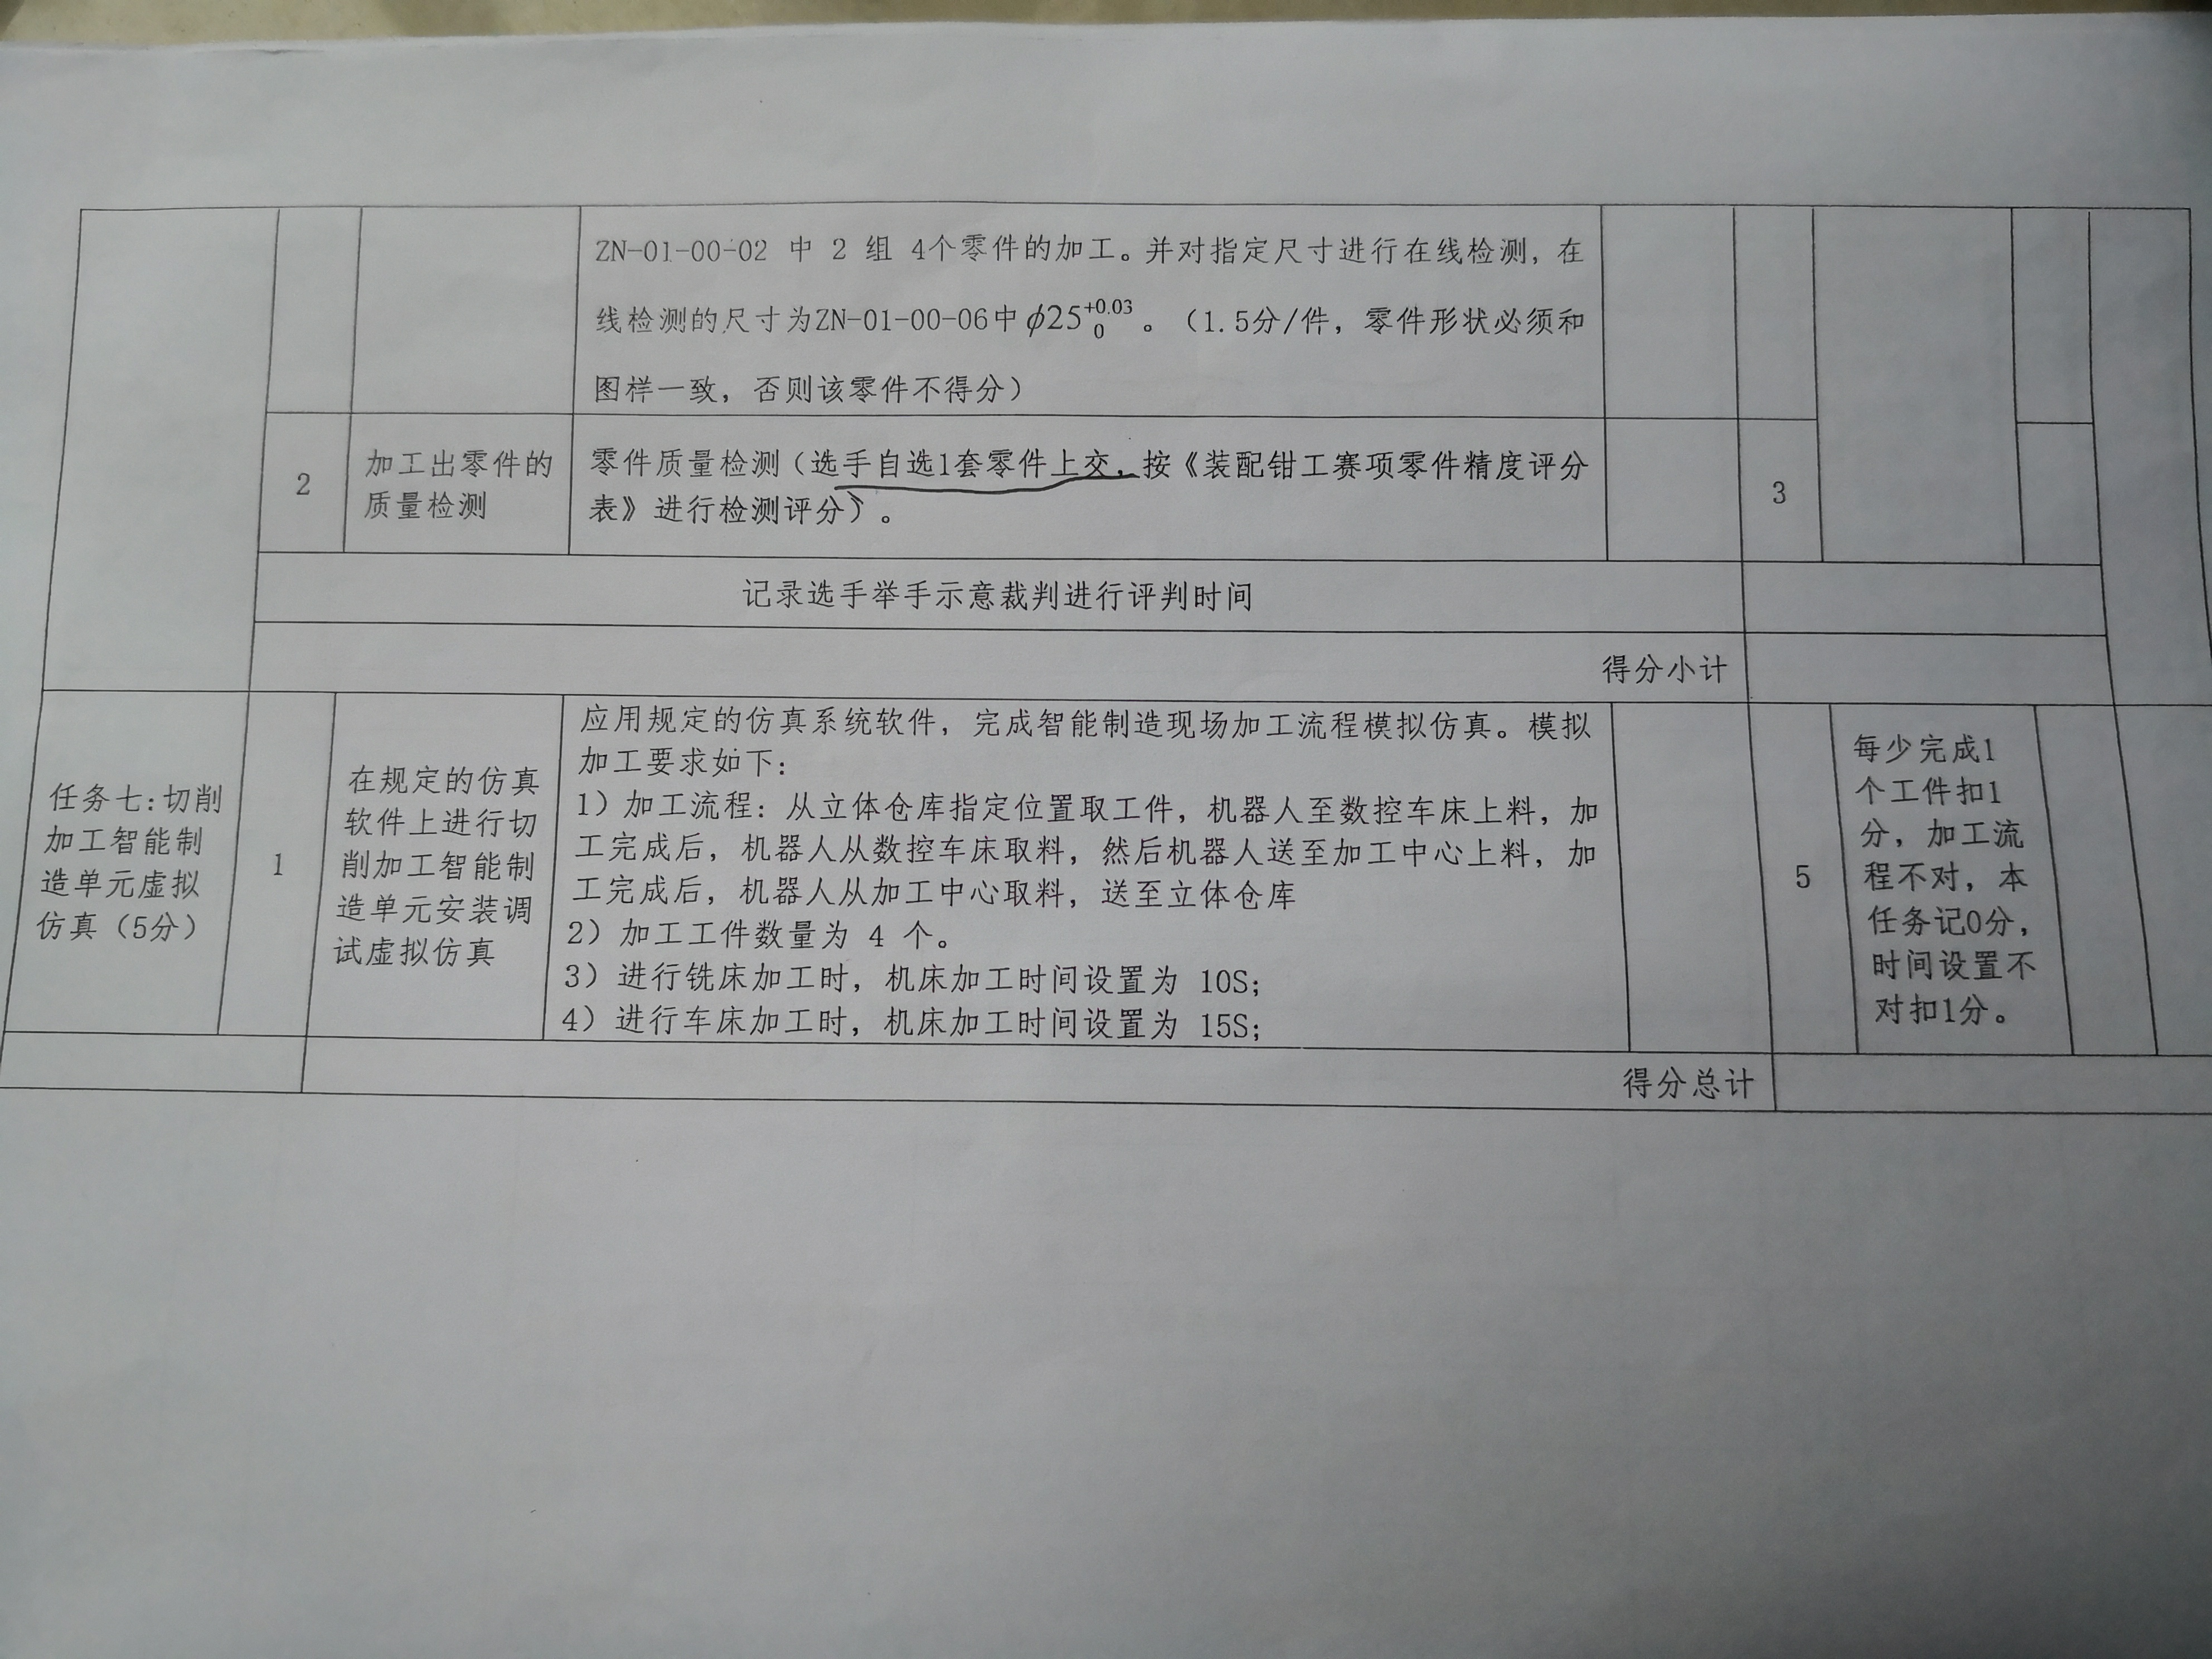 ZN-01-00-02 中 2 组 4个零件的加工。并对指定尺寸进行在线检测，在
线检测的尺寸为ZN-01-00-06中 ϕ25 +0.03 0 。（1.5分/件，零件形状必须和
图样一致，否则该零件不得分）
2
加工出零件的
质量检测
零件质量检测（选手自选1套零件上交，按《装配钳工赛项零件精度评分
表》进行检测评分）。
3
记录选手举手示意裁判进行评判时间
得分小计
任务七:切削
加工智能制
造单元虚拟
仿真（5分）
1
在规定的仿真
软件上进行切
削加工智能制
造单元安装调
试虚拟仿真
应用规定的仿真系统软件，完成智能制造现场加工流程模拟仿真。模拟
加工要求如下：
1）加工流程：从立体仓库指定位置取工件，机器人至数控车床上料，加
工完成后，机器人从数控车床取料，然后机器人送至加工中心上料，加
工完成后，机器人从加工中心取料，送至立体仓库
2）加工工件数量为 4 个。
3）进行铣床加工时，机床加工时间设置为 10S；
4）进行车床加工时，机床加工时间设置为 15S；
5
每少完成1
个工件扣1
分，加工流
程不对，本
任务记0分，
时间设置不
对扣1分。
得分总计